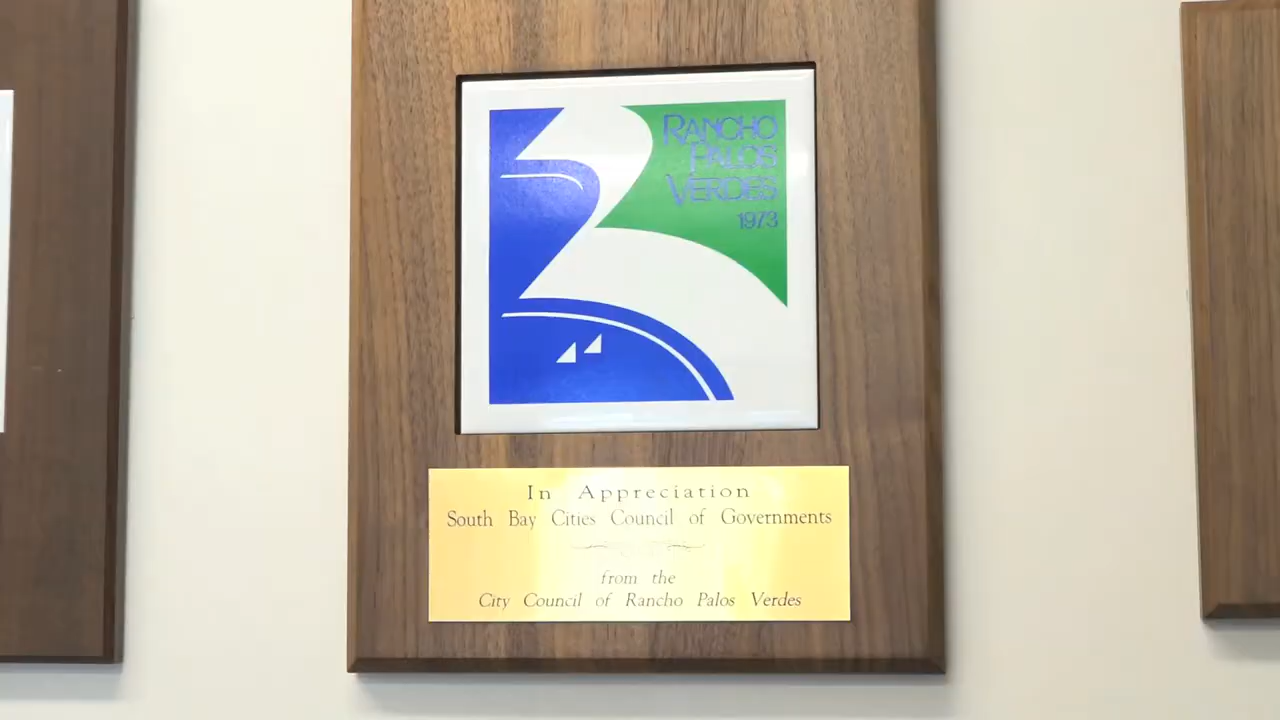 RANCHO
PALOS
VERDES
1973
In Appreciation
South Bay Cities Council of Governments
from the
City Council of Rancho Palos Verdes